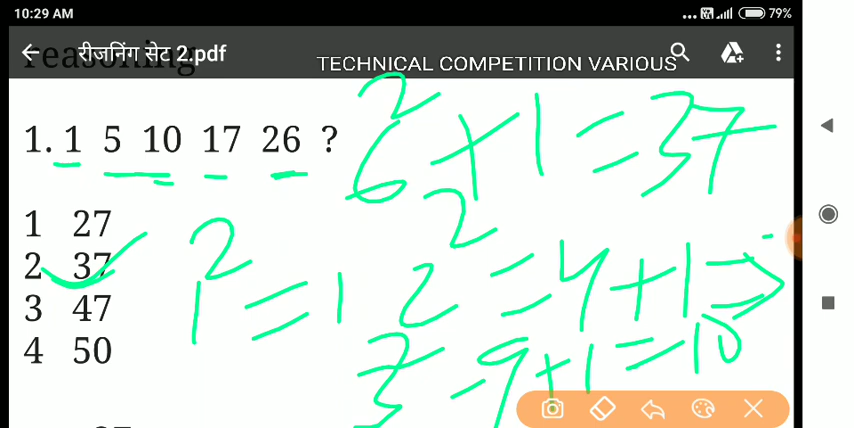 10:29 AM 79%
रीजनिंग सेट 2.pdf
reasoning
TECHNICAL COMPETITION VARIOUS
6² + 1 = 37
1. 1 5 10 17 26 ?
1 27
2 37
3 47
4 50
1² = 1 2² = 4 + 1 =
3² = 9 + 1 = 10